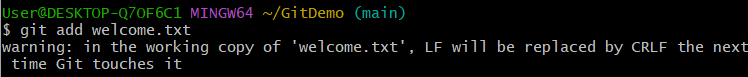 User@DESKTOP-Q7OF6C1 MINGW64 ~/GitDemo (main)
$ git add welcome.txt
warning: in the working copy of 'welcome.txt', LF will be replaced by CRLF the next
 time Git touches it